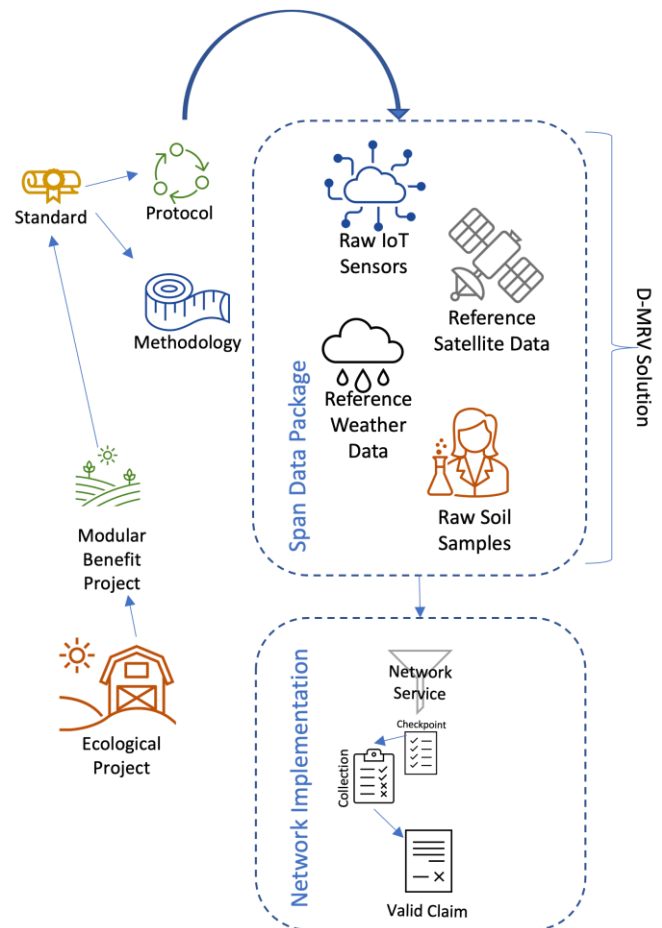 Standard
Protocol
Methodology
Modular
Benefit
Project
Ecological
Project
Span Data Package
Raw IoT
Sensors
Reference
Satellite Data
Reference
Weather
Data
Raw Soil
Samples
D-MRV Solution
Network Implementation
Network
Service
Checkpoint
Collection
Valid Claim